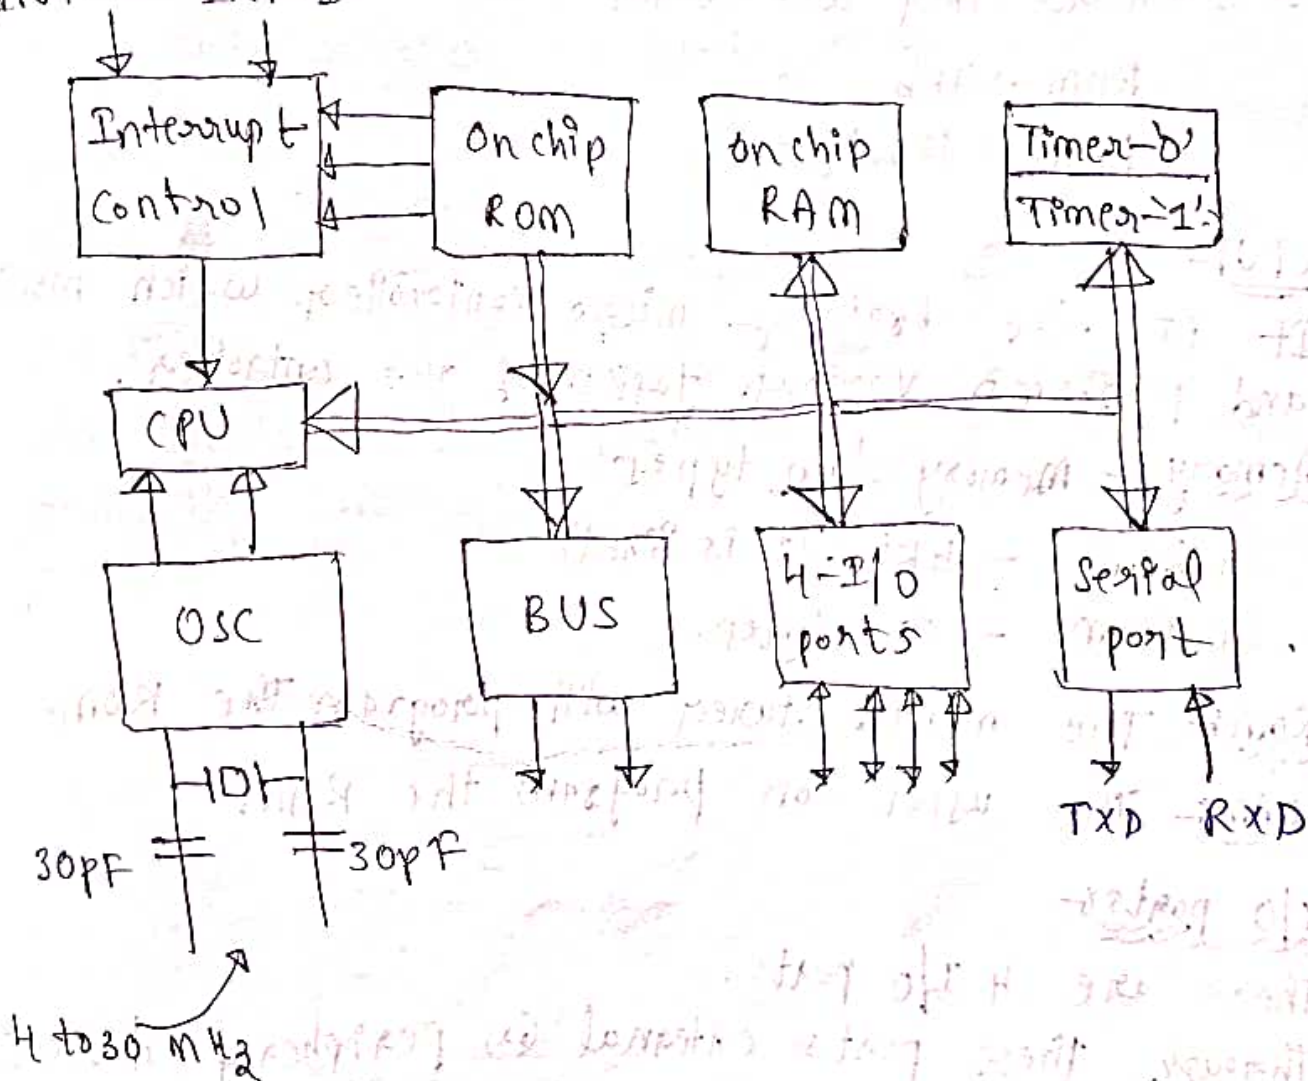 Interrupt
control
on chip
ROM
on chip
RAM
Timer-'0'
Timer-'1'
CPU
OSC
BUS
4-I/O
ports
Serial
port
TXD
RXD
30pF
30pF
4 to 30 MHz